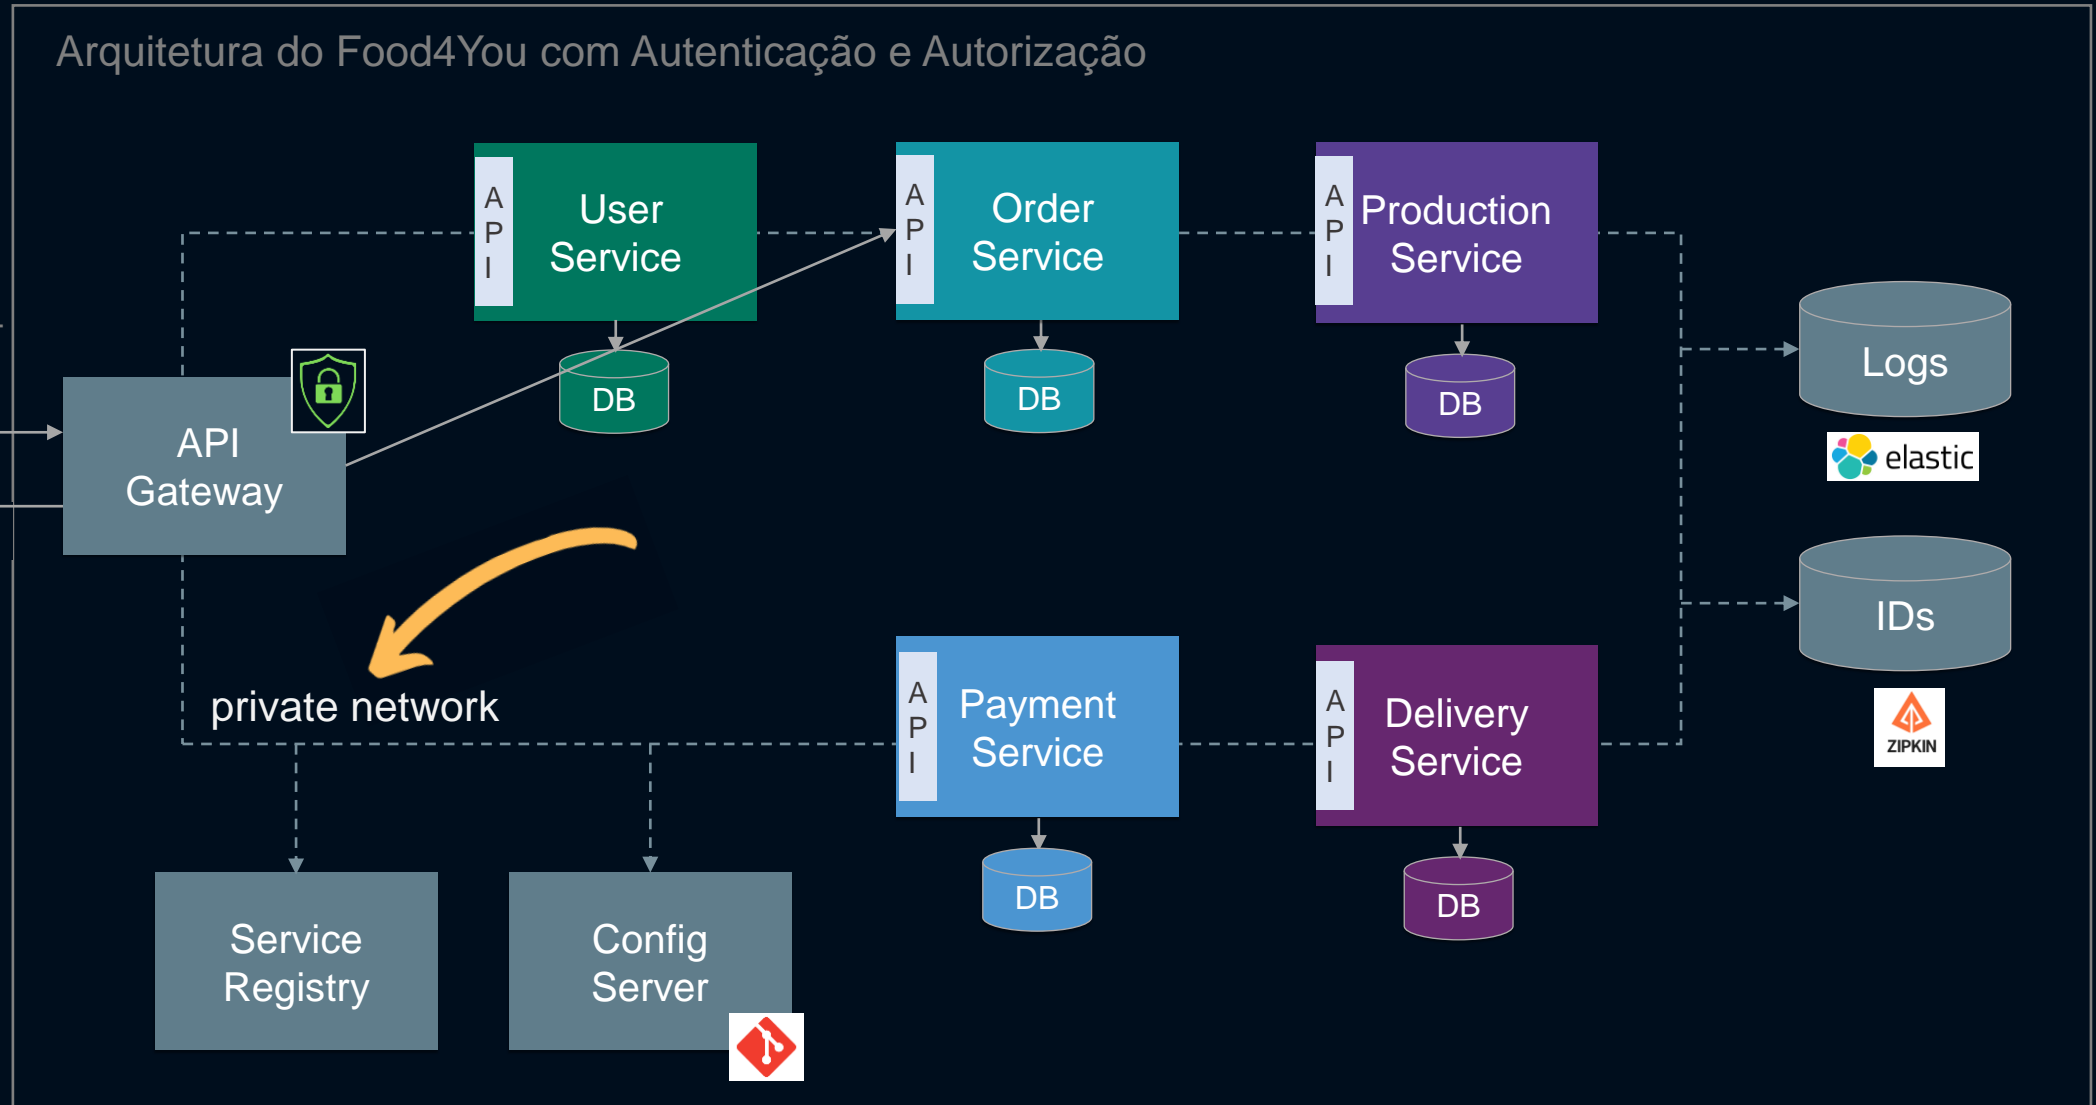 Arquitetura do Food4You com Autenticação e Autorização
A
P
I
User
Service
A
P
I
Order
Service
A
P
I
Production
Service
DB
DB
DB
Logs
elastic
API
Gateway
IDs
ZIPKIN
private network
A
P
I
Payment
Service
A
P
I
Delivery
Service
DB
DB
Service
Registry
Config
Server